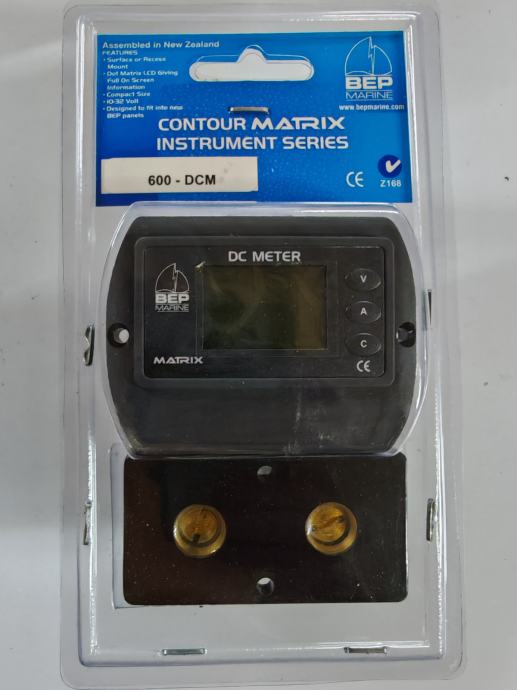 Assembled in New Zealand
FEATURES
• Surface or Recess
Mount
• Dot Matrix LCD Giving
Full On Screen
Information
• Compact Size
• 10-32 Volt
• Designed to fit into new
BEP panels
BEP
MARINE
www.bepmarine.com
CONTOUR MATRIX
INSTRUMENT SERIES
600 - DCM
CE
Z168
DC METER
BEP
MARINE
V
A
C
MATRIX
CE